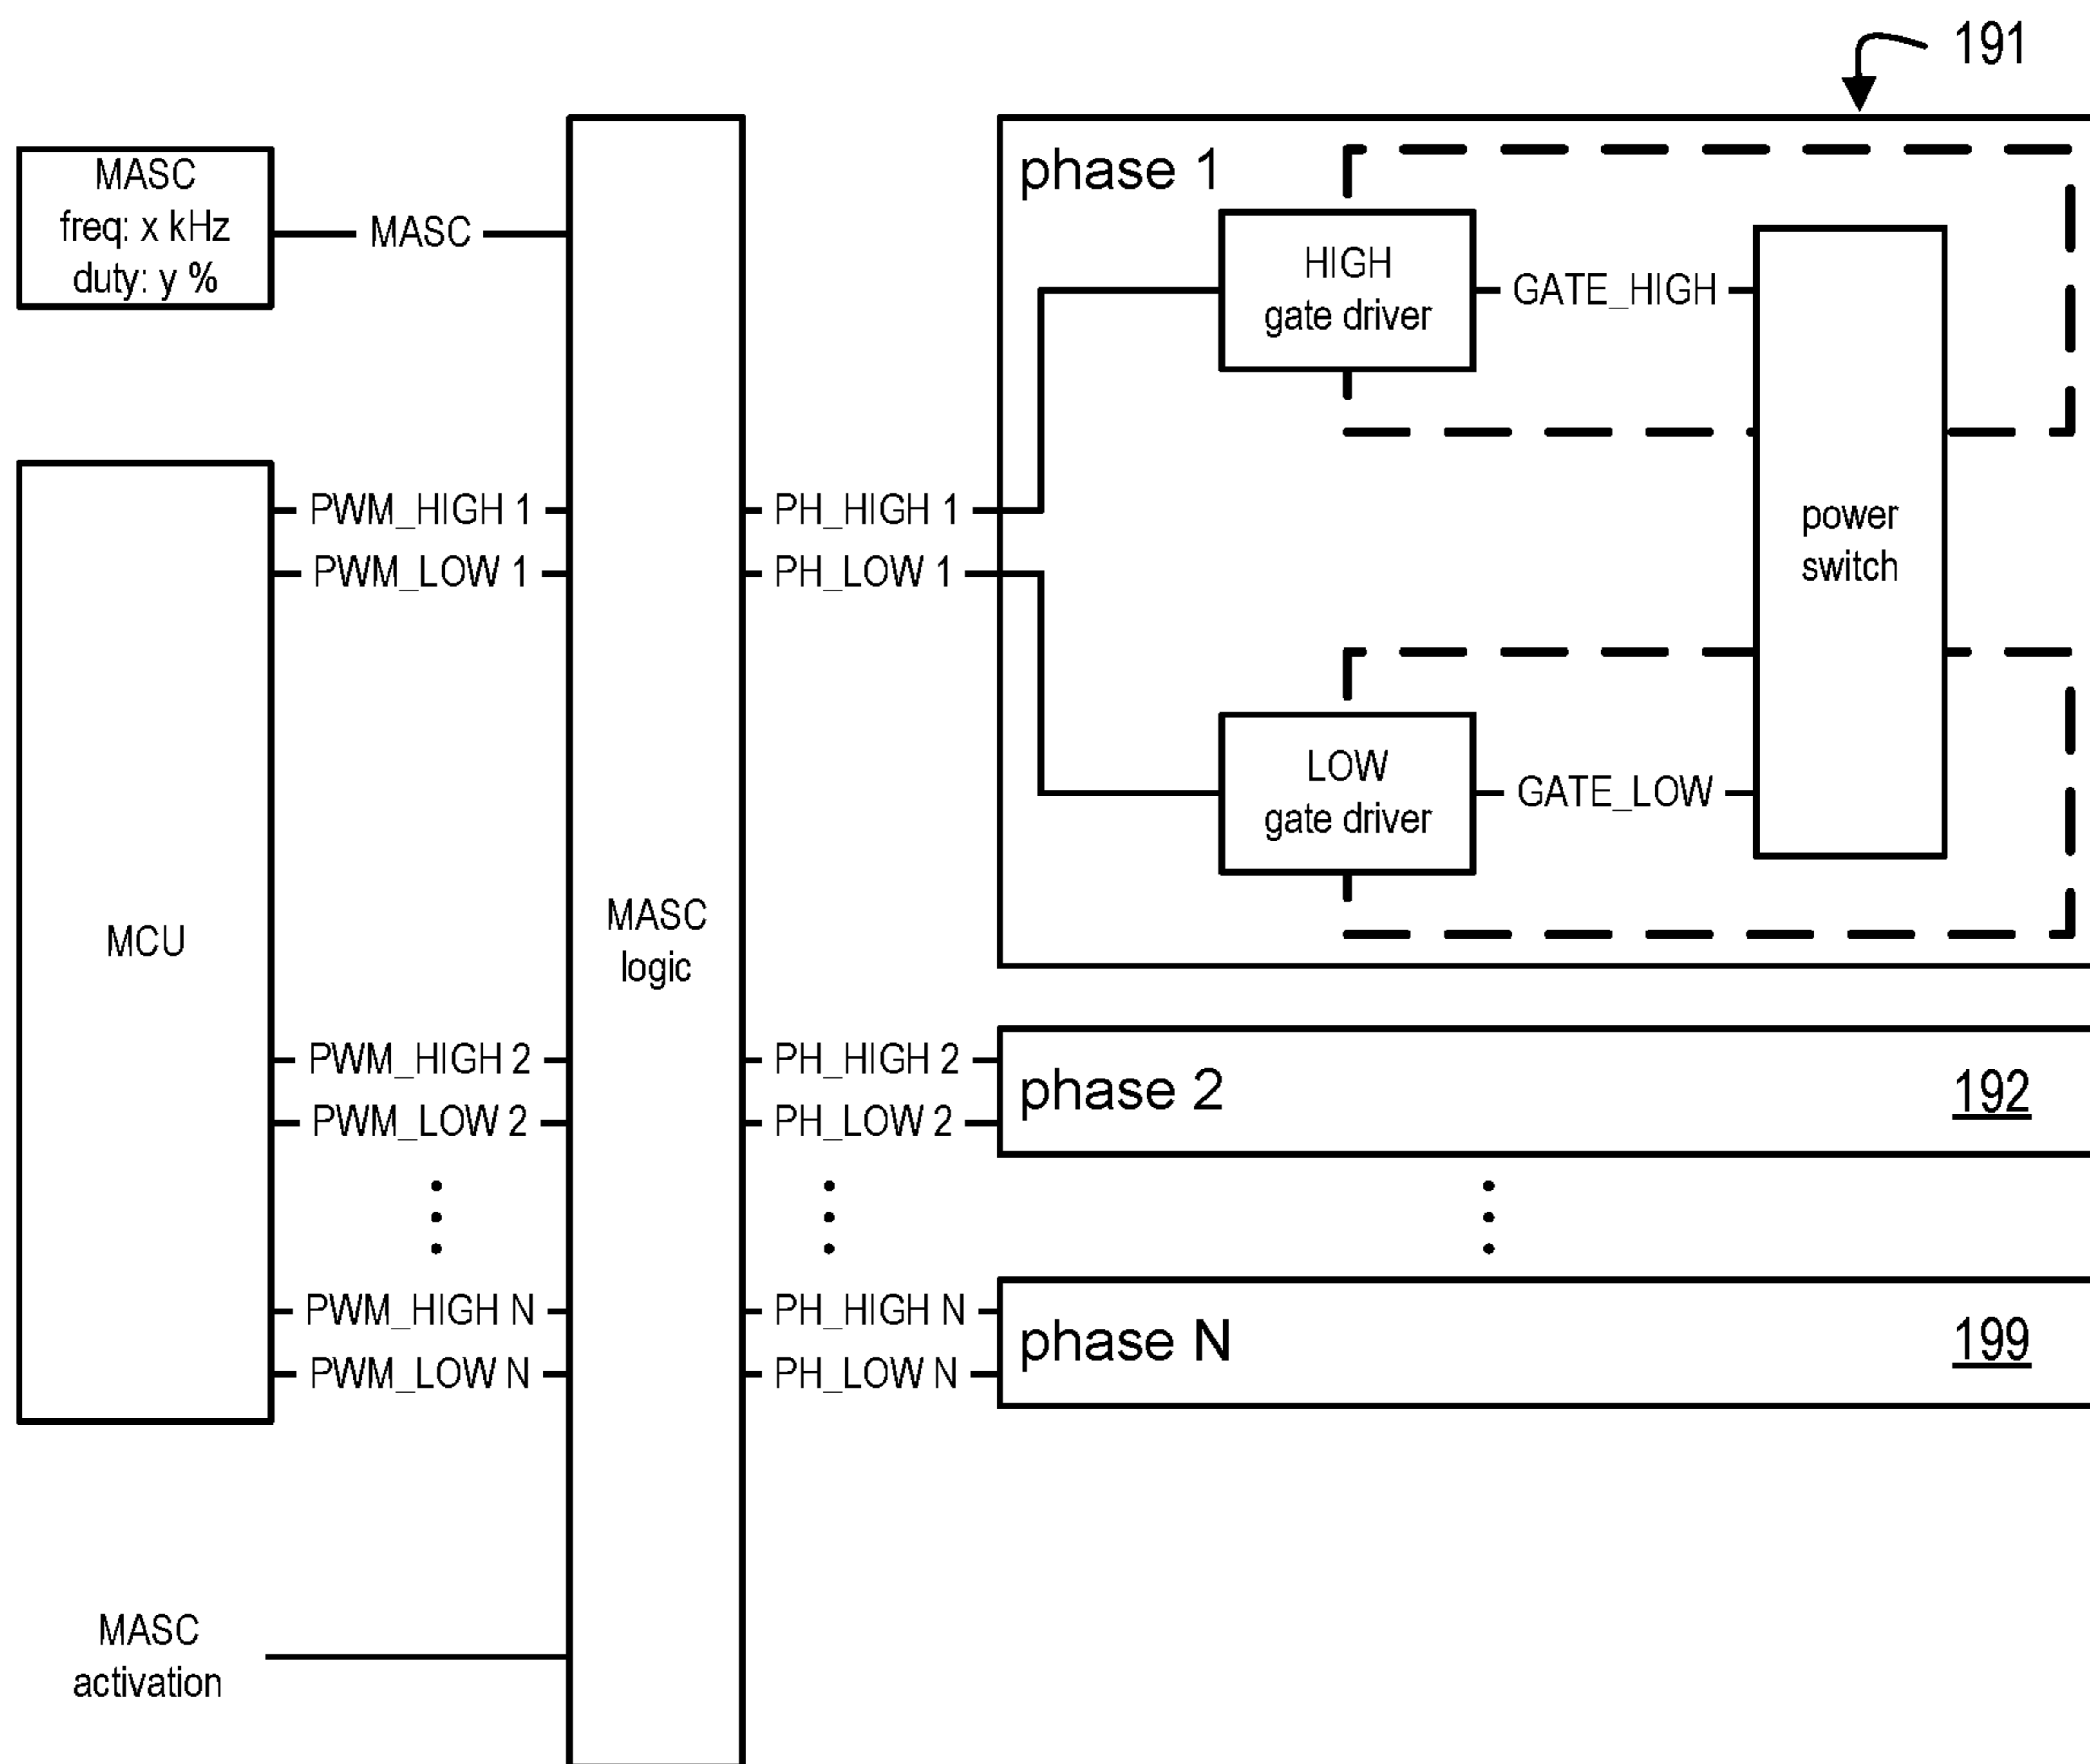 191
MASC
freq: x kHz
duty: y %
MASC
phase 1
HIGH
gate driver
GATE_HIGH
PWM_HIGH 1
PH_HIGH 1
PWM_LOW 1
PH_LOW 1
power
switch
LOW
gate driver
GATE_LOW
MCU
MASC
logic
PWM_HIGH 2
PH_HIGH 2
PWM_LOW 2
PH_LOW 2
phase 2
192
PWM_HIGH N
PH_HIGH N
PWM_LOW N
PH_LOW N
phase N
199
MASC
activation